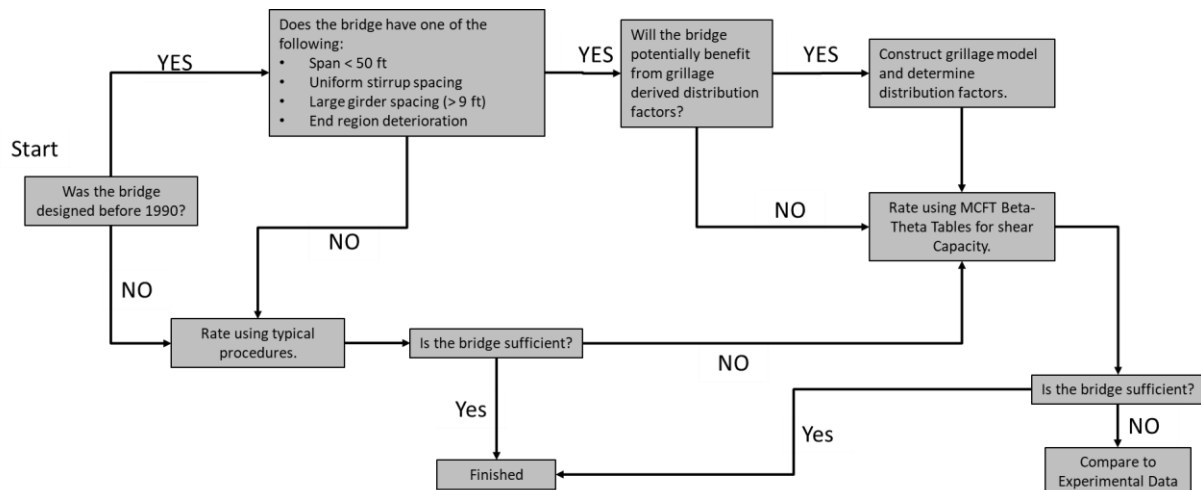 Does the bridge have one of the
following:
• Span < 50 ft
• Uniform stirrup spacing
• Large girder spacing (> 9 ft)
• End region deterioration
YES
YES
Will the bridge
potentially benefit
from grillage
derived distribution
factors?
YES
Construct grillage model
and determine
distribution factors.
Start
Was the bridge
designed before 1990?
NO
NO
NO
Rate using MCFT Beta-
Theta Tables for shear
Capacity.
Rate using typical
procedures.
Is the bridge sufficient?
NO
Yes
Finished
Is the bridge sufficient?
Yes
NO
Compare to
Experimental Data